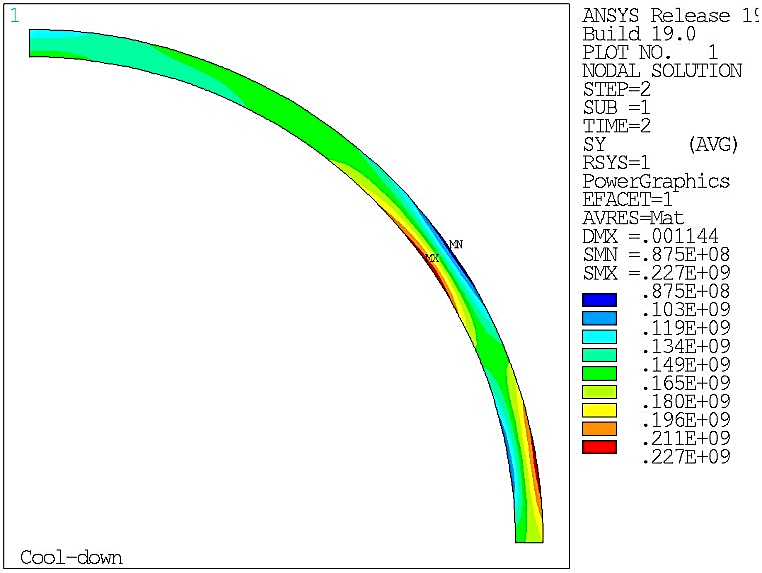 1
ANSYS Release 19
Build 19.0
PLOT NO. 1
NODAL SOLUTION
STEP=2
SUB =1
TIME=2
SY (AVG)
RSYS=1
PowerGraphics
EFACET=1
AVRES=Mat
DMX =.001144
SMN =.875E+08
SMX =.227E+09
.875E+08
.103E+09
.119E+09
.134E+09
.149E+09
.165E+09
.180E+09
.196E+09
.211E+09
.227E+09
MN
MX
Cool-down